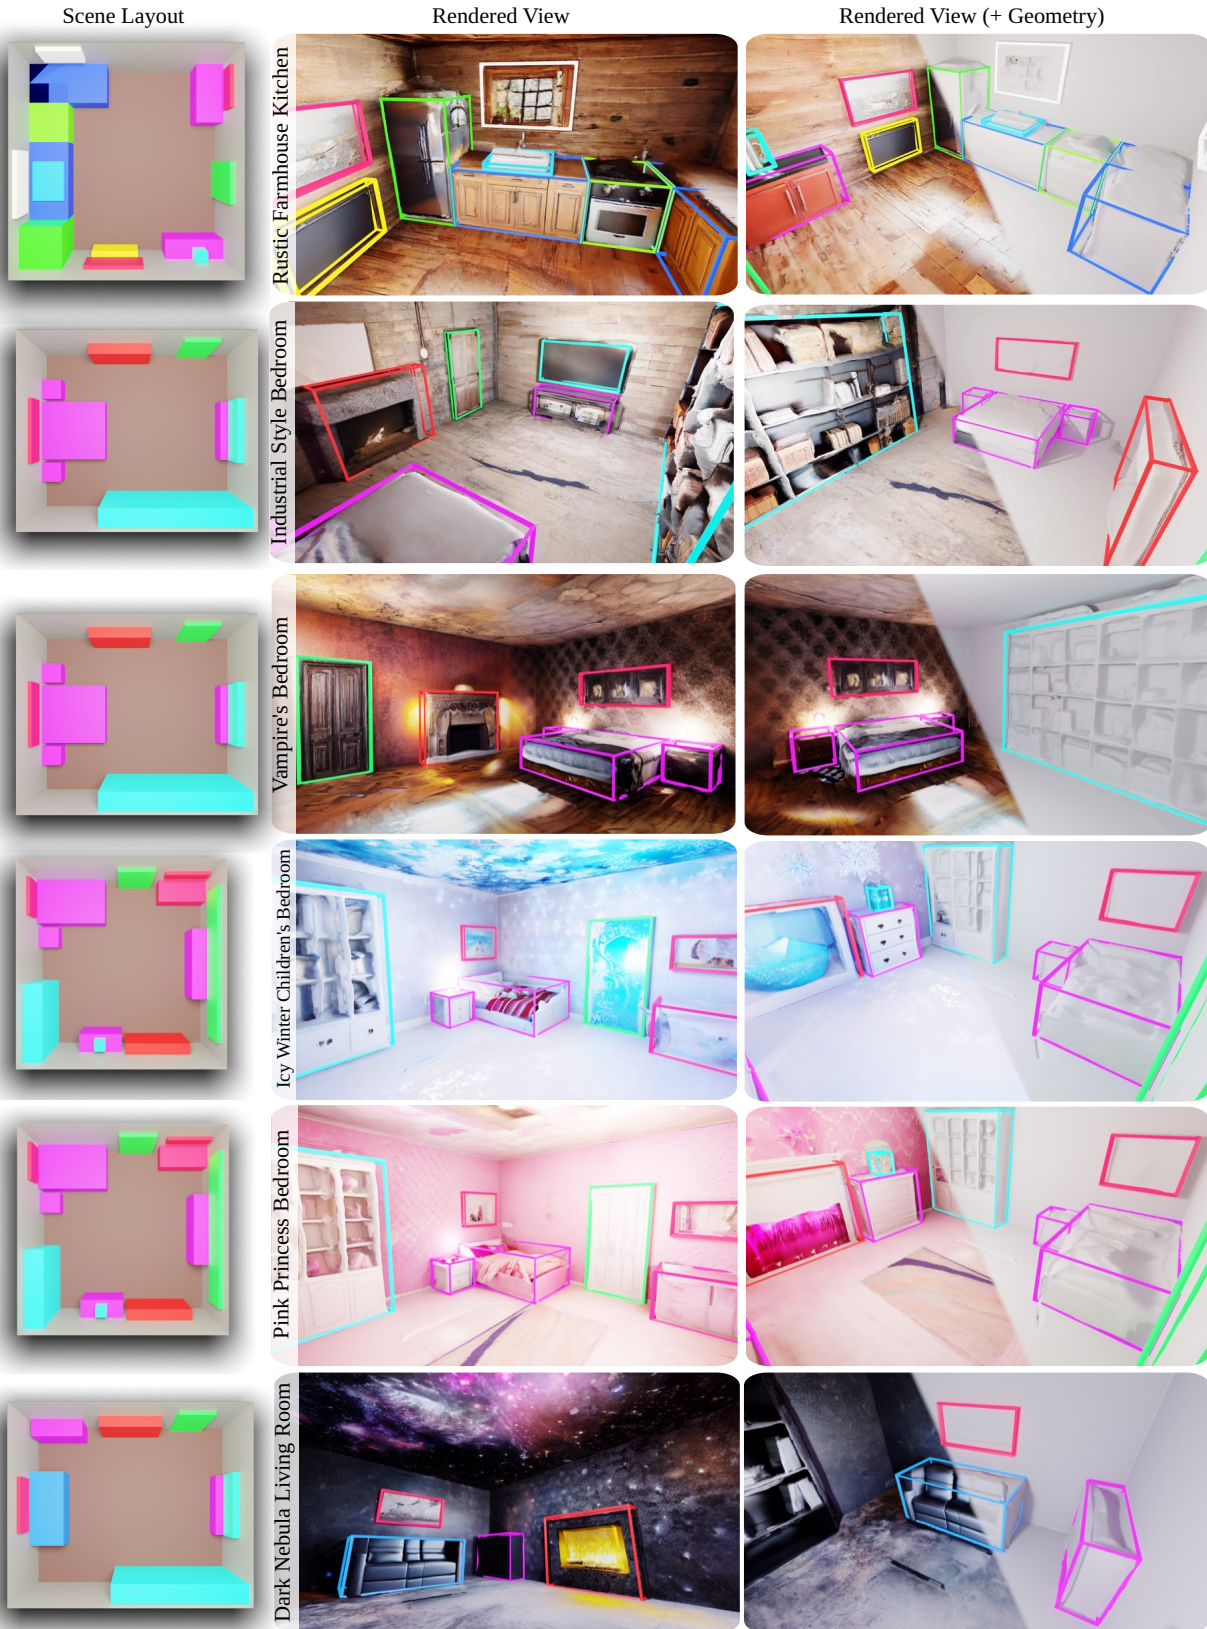 Scene Layout
Rendered View
Rendered View (+ Geometry)
Rustic Farmhouse Kitchen
Industrial Style Bedroom
Vampire's Bedroom
Icy Winter Children's Bedroom
Pink Princess Bedroom
Dark Nebula Living Room